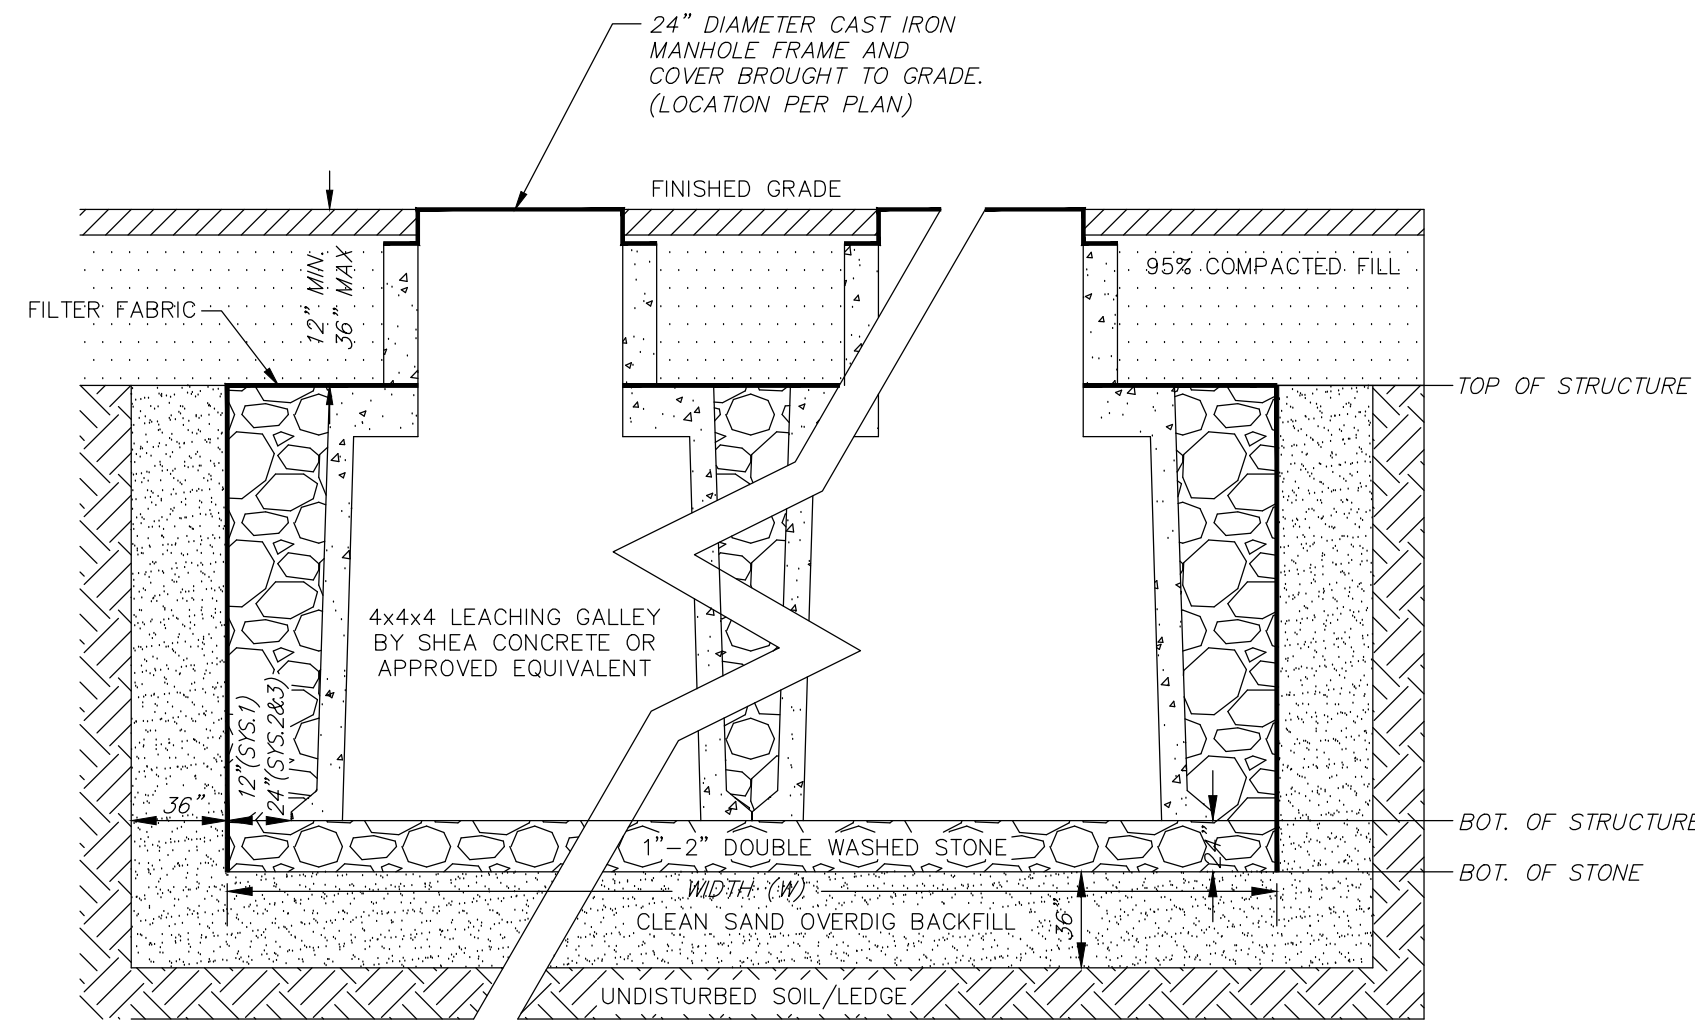 24" DIAMETER CAST IRON
MANHOLE FRAME AND
COVER BROUGHT TO GRADE.
(LOCATION PER PLAN)
FINISHED GRADE
95% COMPACTED FILL
12" MIN.
36" MAX
FILTER FABRIC
TOP OF STRUCTURE
4x4x4 LEACHING GALLEY
BY SHEA CONCRETE OR
APPROVED EQUIVALENT
12"(SYS.1)
24"(SYS.2&3)
36"
BOT. OF STRUCTURE
1"-2" DOUBLE WASHED STONE
24"
BOT. OF STONE
WIDTH (W)
CLEAN SAND OVERDIG BACKFILL
36"
UNDISTURBED SOIL/LEDGE